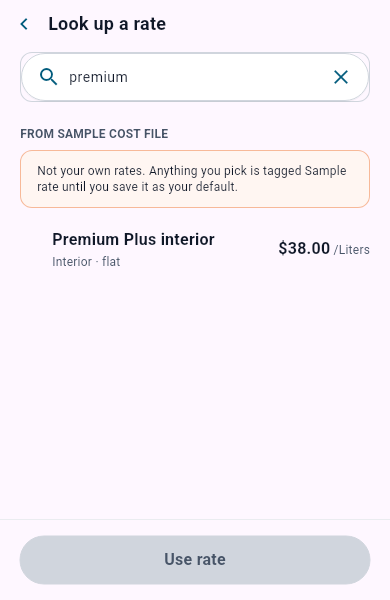 Look up a rate
premium
FROM SAMPLE COST FILE
Not your own rates. Anything you pick is tagged Sample
rate until you save it as your default.
Premium Plus interior
$38.00 /Liters
Interior · flat
Use rate